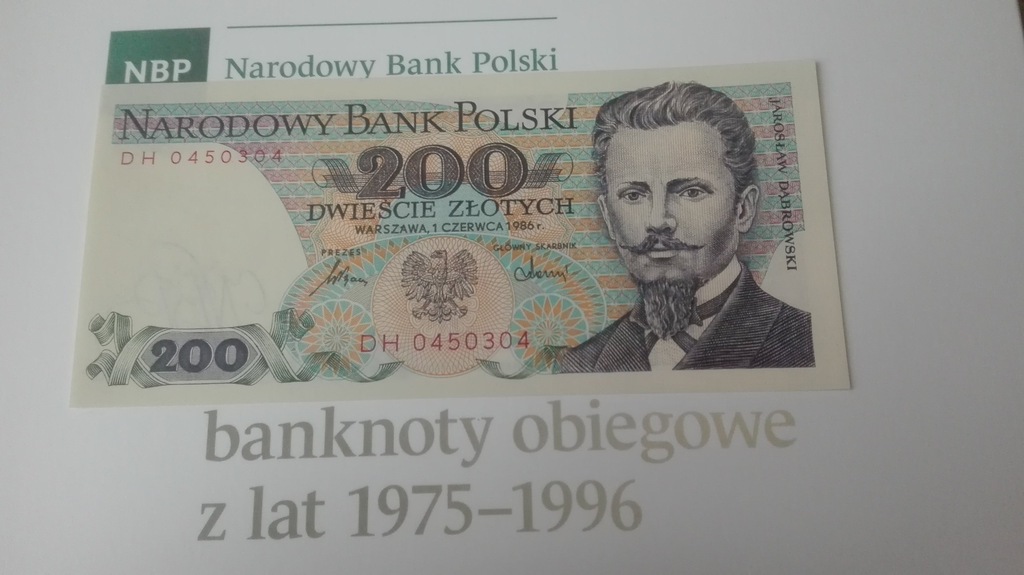 NBP
Narodowy Bank Polski
NARODOWY BANK POLSKI
DH 0450304
200
DWIEŚCIE ZŁOTYCH
WARSZAWA, 1 CZERWCA 1986 r.
PREZES
GŁÓWNY SKARBNIK
JAROSŁAW DĄBROWSKI
DH 0450304
200
banknoty obiegowe
z lat 1975–1996